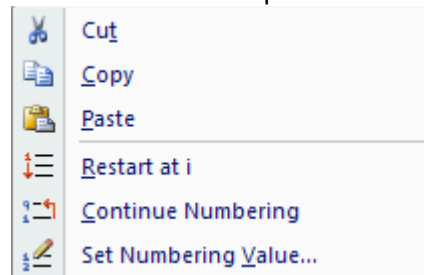 Cut
Copy
Paste
Restart at i
Continue Numbering
Set Numbering Value...